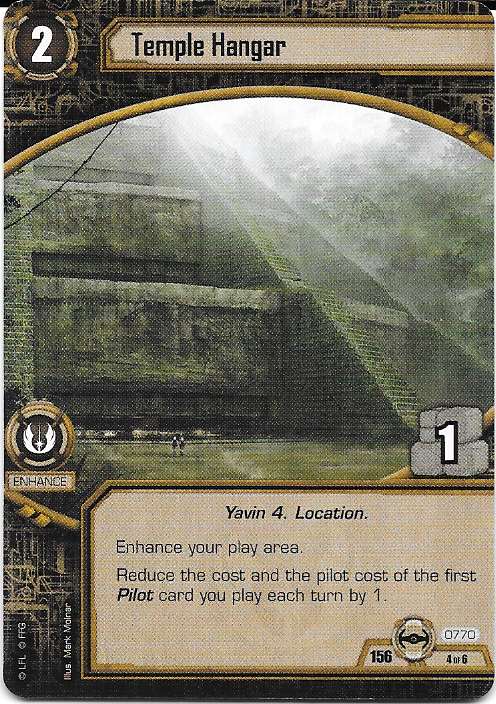 2
Temple Hangar
ENHANCE
1
Yavin 4. Location.
Enhance your play area.
Reduce the cost and the pilot cost of the first
Pilot card you play each turn by 1.
© LFL © FFG
Illus. Mark Molnar
156
0770
4 OF 6